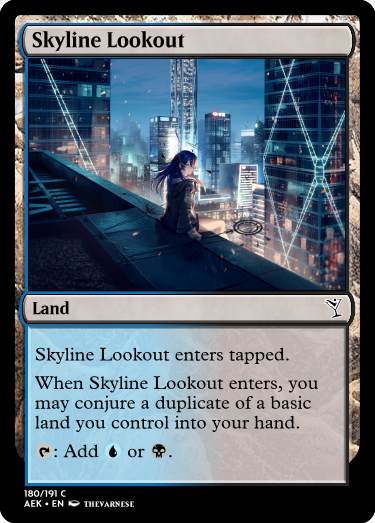 Skyline Lookout
Land
Skyline Lookout enters tapped.
When Skyline Lookout enters, you
may conjure a duplicate of a basic
land you control into your hand.
: Add or .
180/191 C
AEK • EN THEVARNESE